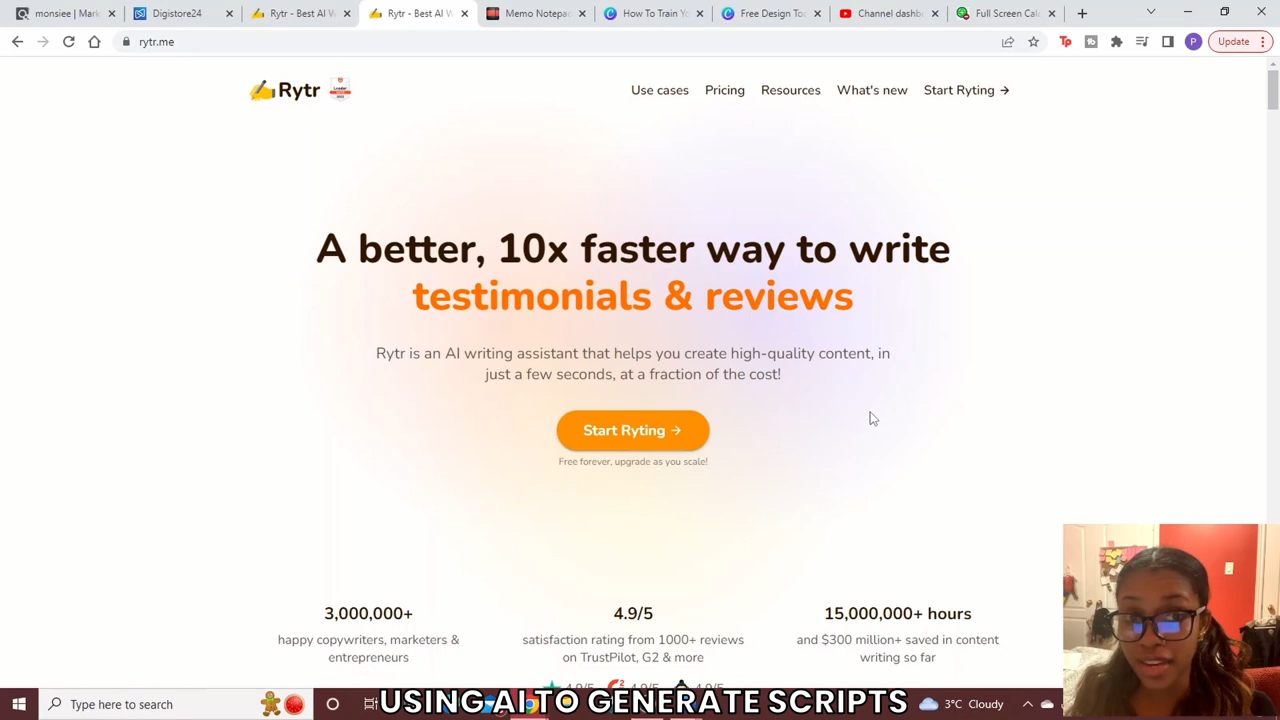 monsie | Mark
Digistore24
Rytr - Best AI W
Rytr - Best AI W
Memo Notepad
How To Train Yo
Free Design Too
Channel dashbo
Full Screen Cal
rytr.me
Update
Rytr
Use cases
Pricing
Resources
What's new
Start Ryting →
A better, 10x faster way to write
testimonials & reviews
Rytr is an AI writing assistant that helps you create high-quality content, in
just a few seconds, at a fraction of the cost!
Start Ryting →
Free forever, upgrade as you scale!
3,000,000+
happy copywriters, marketers &
entrepreneurs
4.9/5
satisfaction rating from 1000+ reviews
on TrustPilot, G2 & more
15,000,000+ hours
and $300 million+ saved in content
writing so far
Type here to search
USING AI TO GENERATE SCRIPTS
3°C Cloudy